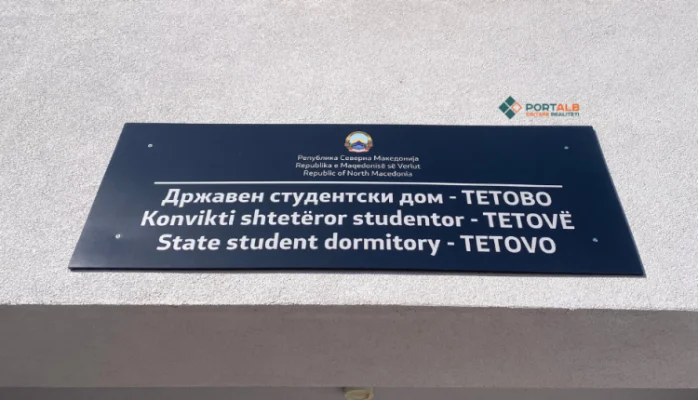 PORTALB
Република Северна Македонија
Republika e Maqedonisë së Veriut
Republic of North Macedonia
Државен студентски дом - ТЕТОВО
Konvikti shtetëror studentor - TETOVË
State student dormitory - TETOVO